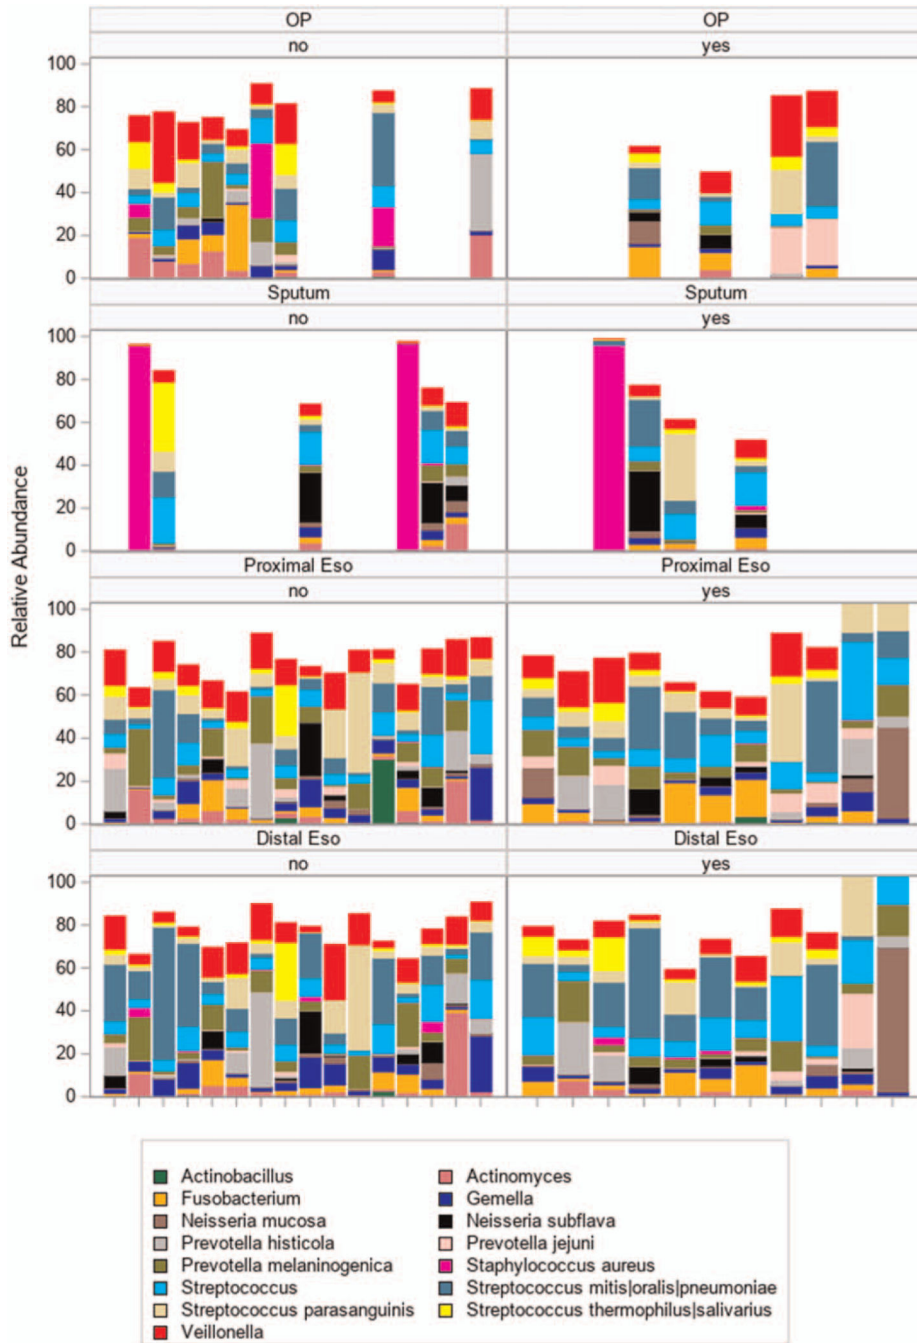 OP OP
no yes
100
80
60
40
20
0
Sputum Sputum
no yes
100
80
60
40
20
0
Relative Abundance
Proximal Eso Proximal Eso
no yes
100
80
60
40
20
0
Distal Eso Distal Eso
no yes
100
80
60
40
20
0
Actinobacillus Actinomyces
Fusobacterium Gemella
Neisseria mucosa Neisseria subflava
Prevotella histicola Prevotella jejuni
Prevotella melaninogenica Staphylococcus aureus
Streptococcus Streptococcus mitis|oralis|pneumoniae
Streptococcus parasanguinis Streptococcus thermophilus|salivarius
Veillonella